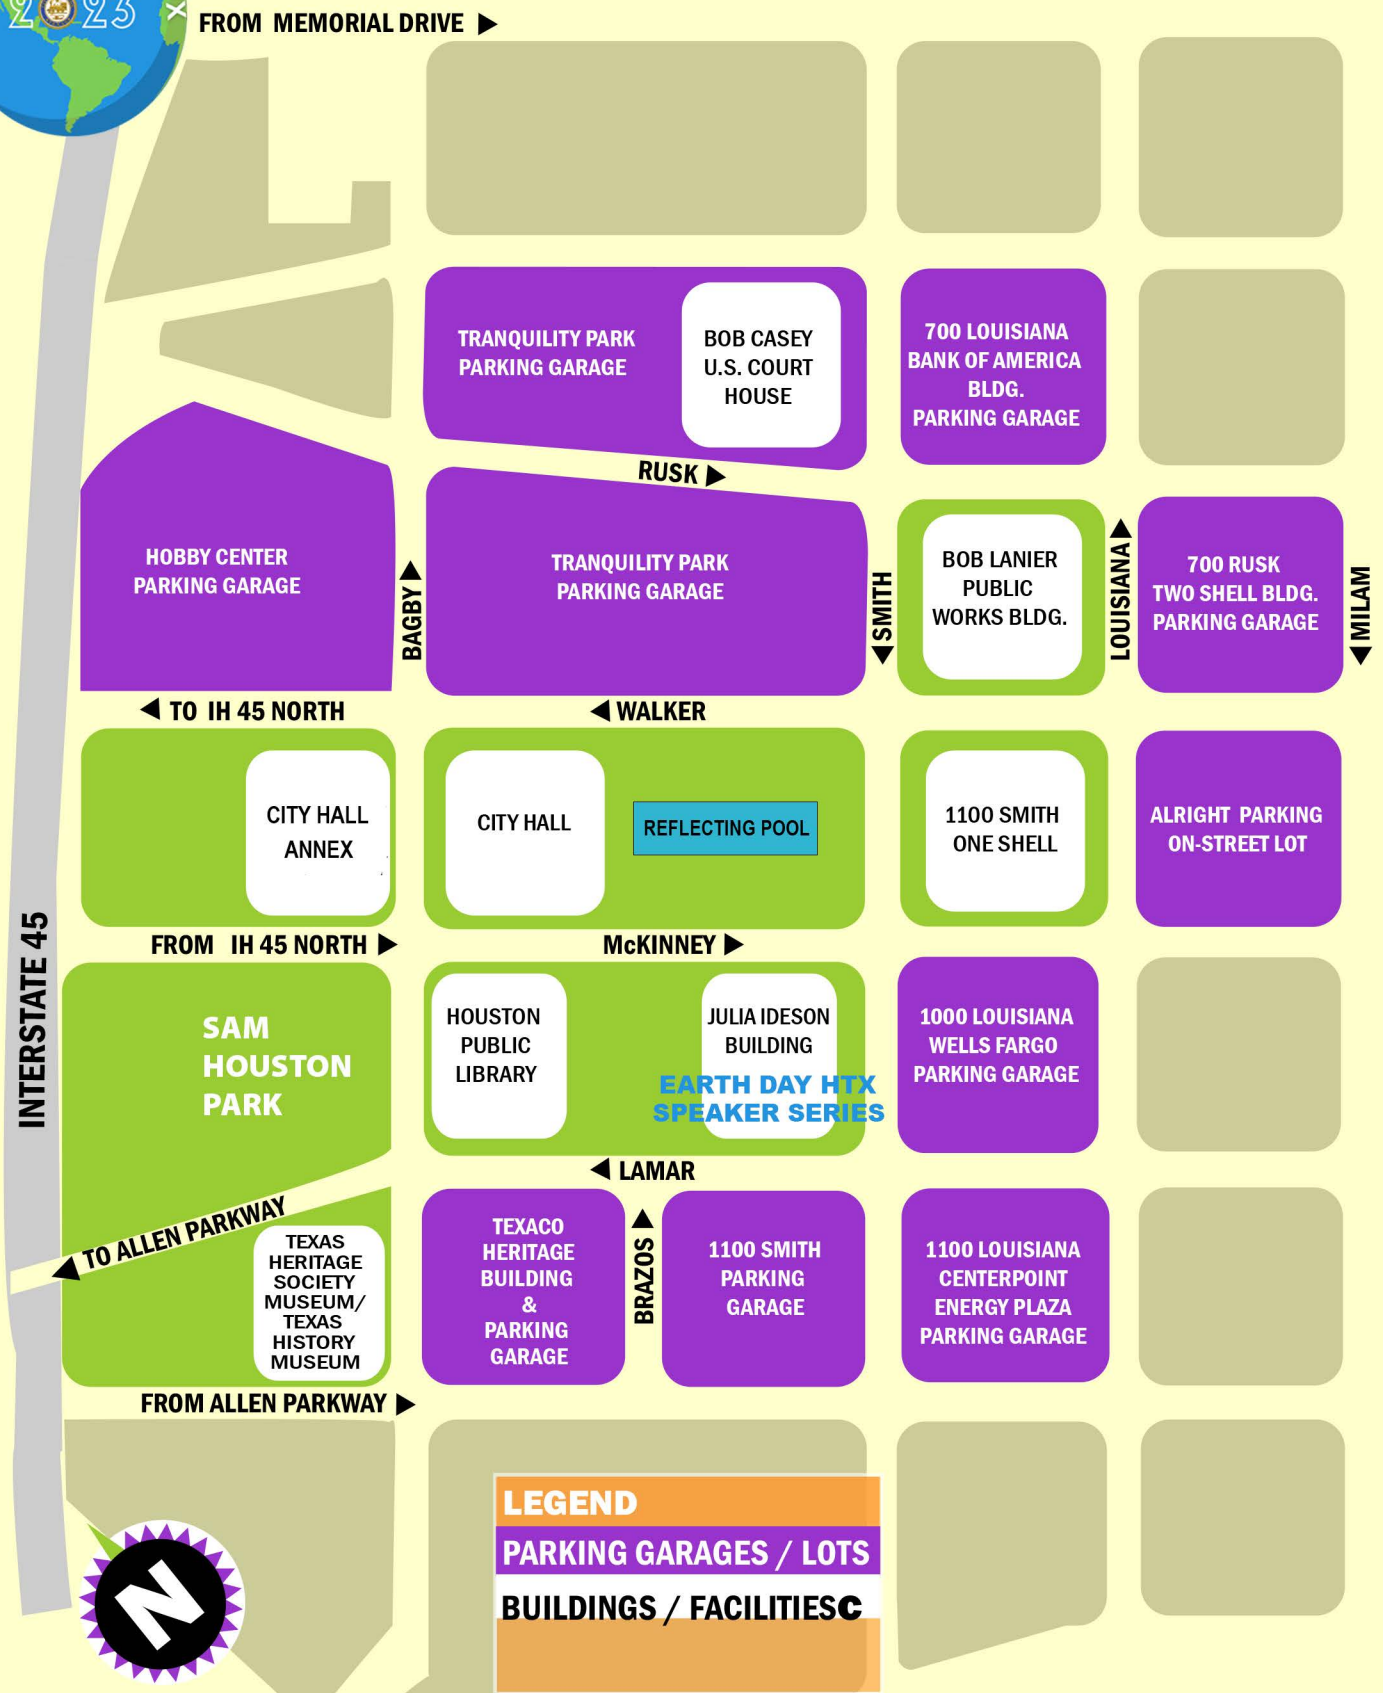 2023
X
FROM MEMORIAL DRIVE
TRANQUILITY PARK
PARKING GARAGE
BOB CASEY
U.S. COURT
HOUSE
700 LOUISIANA
BANK OF AMERICA
BLDG.
PARKING GARAGE
RUSK
HOBBY CENTER
PARKING GARAGE
BAGBY
TRANQUILITY PARK
PARKING GARAGE
SMITH
BOB LANIER
PUBLIC
WORKS BLDG.
LOUISIANA
700 RUSK
TWO SHELL BLDG.
PARKING GARAGE
MILAM
TO IH 45 NORTH
WALKER
CITY HALL
ANNEX
CITY HALL
REFLECTING POOL
1100 SMITH
ONE SHELL
ALRIGHT PARKING
ON-STREET LOT
INTERSTATE 45
FROM IH 45 NORTH
McKINNEY
SAM
HOUSTON
PARK
HOUSTON
PUBLIC
LIBRARY
JULIA IDESON
BUILDING
EARTH DAY HTX
SPEAKER SERIES
1000 LOUISIANA
WELLS FARGO
PARKING GARAGE
LAMAR
TO ALLEN PARKWAY
TEXAS
HERITAGE
SOCIETY
MUSEUM/
TEXAS
HISTORY
MUSEUM
TEXACO
HERITAGE
BUILDING
&
PARKING
GARAGE
BRAZOS
1100 SMITH
PARKING
GARAGE
1100 LOUISIANA
CENTERPOINT
ENERGY PLAZA
PARKING GARAGE
FROM ALLEN PARKWAY
LEGEND
PARKING GARAGES / LOTS
BUILDINGS / FACILITIESC
N